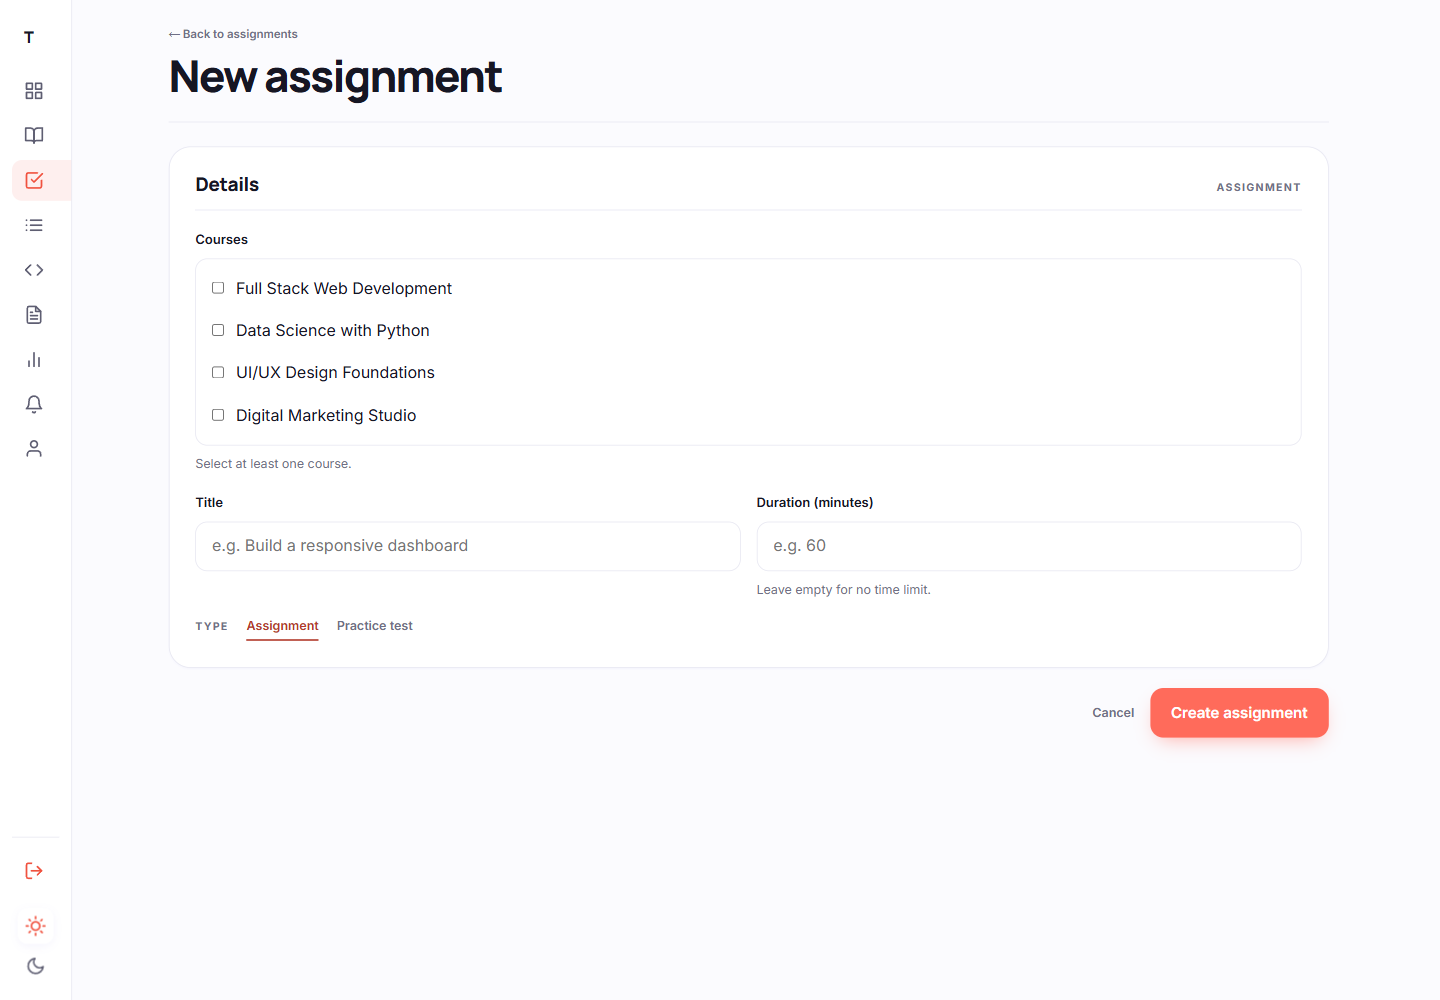 T
← Back to assignments
New assignment
Details
ASSIGNMENT
Courses
Full Stack Web Development
Data Science with Python
UI/UX Design Foundations
Digital Marketing Studio
Select at least one course.
Title
Duration (minutes)
e.g. Build a responsive dashboard
e.g. 60
Leave empty for no time limit.
TYPE Assignment Practice test
Cancel
Create assignment